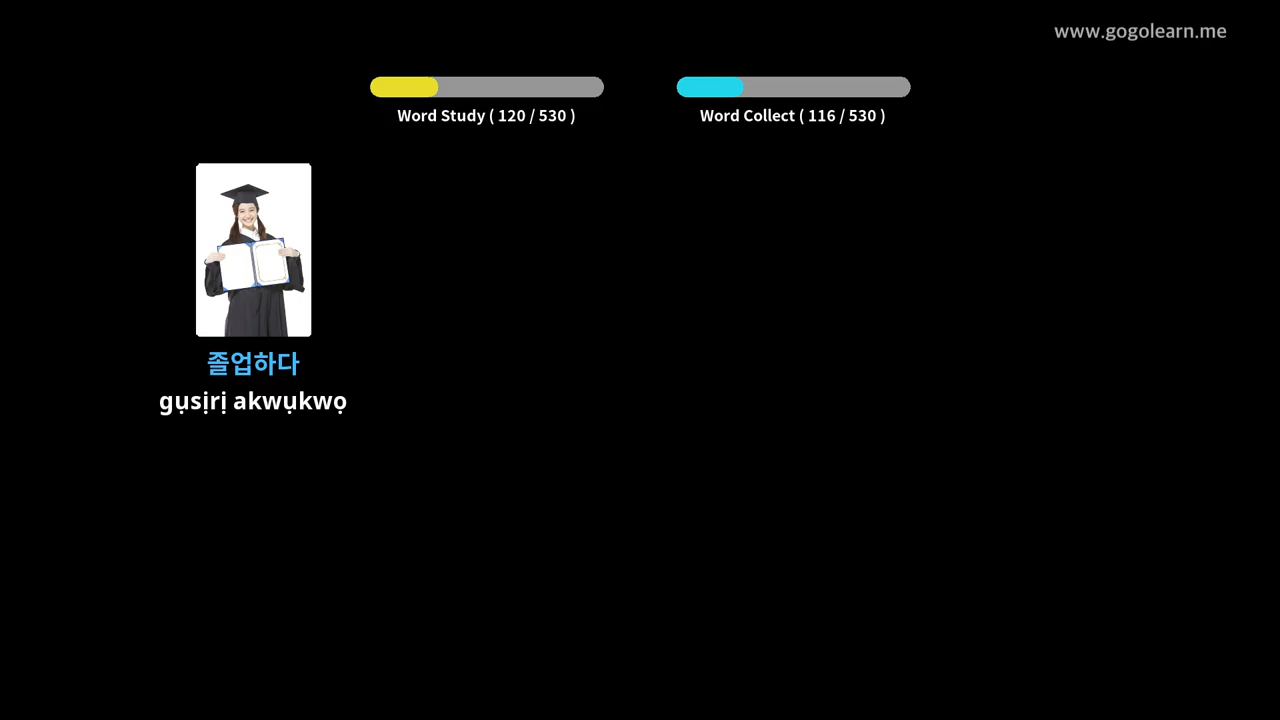 www.gogolearn.me
Word Study ( 120 / 530 )
Word Collect ( 116 / 530 )
졸업하다
gụsịrị akwụkwọ